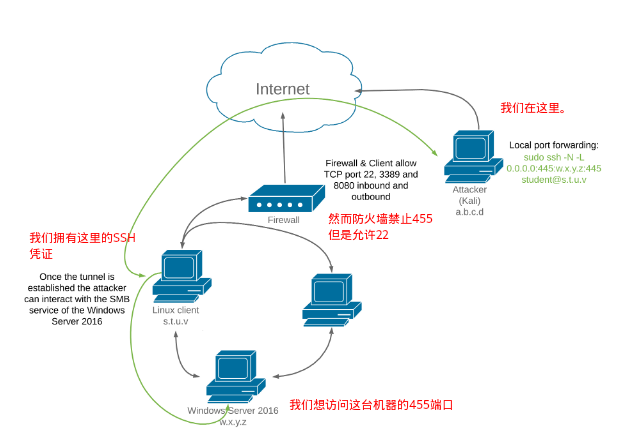 Internet
我们在这里。
Local port forwarding:
sudo ssh -N -L
0.0.0.0:445:w.x.y.z:445
student@s.t.u.v
Attacker
(Kali)
a.b.c.d
Firewall & Client allow
TCP port 22, 3389 and
8080 inbound and
outbound
Firewall
然而防火墙禁止455
但是允许22
我们拥有这里的SSH
凭证
Once the tunnel is
established the attacker
can interact with the SMB
service of the Windows
Server 2016
Linux client
s.t.u.v
Windows Server 2016
w.x.y.z
我们想访问这台机器的455端口